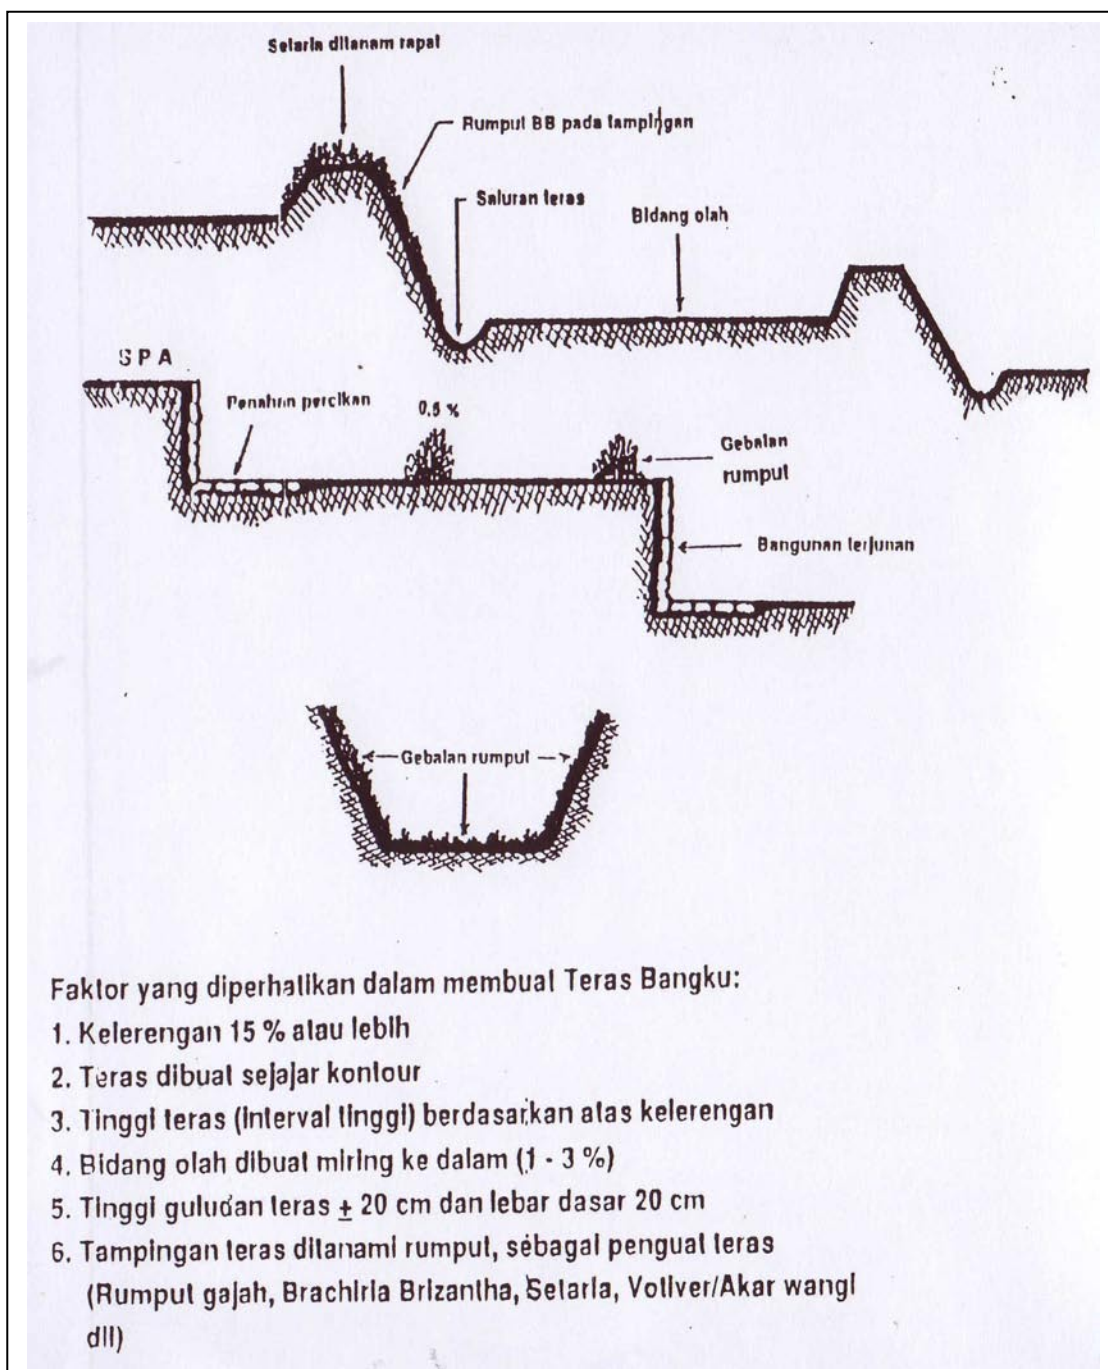 Setaria ditanam rapat
Rumput BB pada tampingan
Saluran teras
Bidang olah
SPA
Penahan percikan
0,5 %
Gebalan
rumput
Bangunan terjunan
Gebalan rumput
Faktor yang diperhatikan dalam membuat Teras Bangku:
1. Kelerengan 15 % atau lebih
2. Teras dibuat sejajar kontour
3. Tinggi teras (interval tinggi) berdasarkan atas kelerengan
4. Bidang olah dibuat miring ke dalam (1 - 3 %)
5. Tinggi guludan teras ± 20 cm dan lebar dasar 20 cm
6. Tampingan teras ditanami rumput, sebagai penguat teras
(Rumput gajah, Brachiria Brizantha, Setaria, Votiver/Akar wangi
dll)